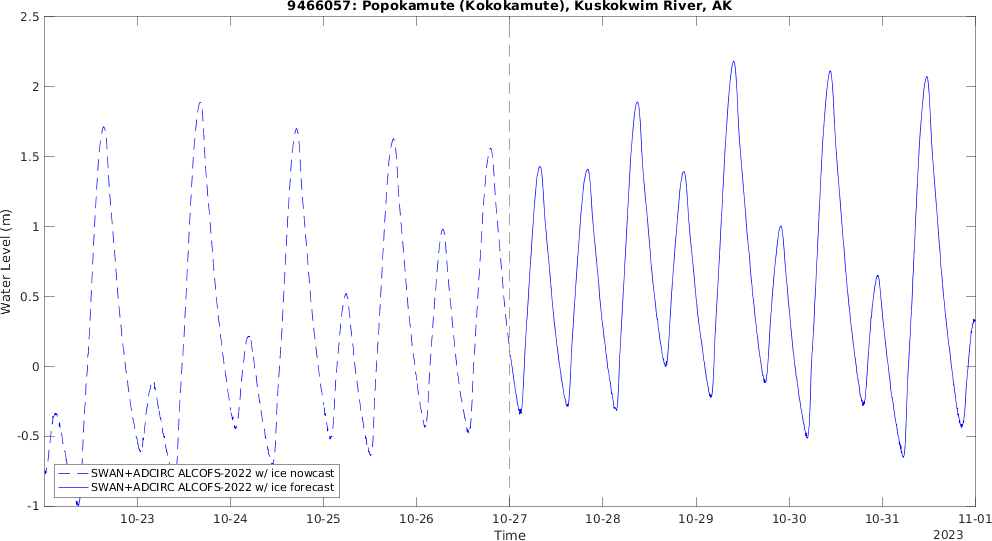 9466057: Popokamute (Kokokamute), Kuskokwim River, AK
2.5
2
1.5
1
0.5
0
-0.5
-1
Water Level (m)
SWAN+ADCIRC ALCOFS-2022 w/ ice nowcast
SWAN+ADCIRC ALCOFS-2022 w/ ice forecast
10-23 10-24 10-25 10-26 10-27 10-28 10-29 10-30 10-31 11-01
Time
2023